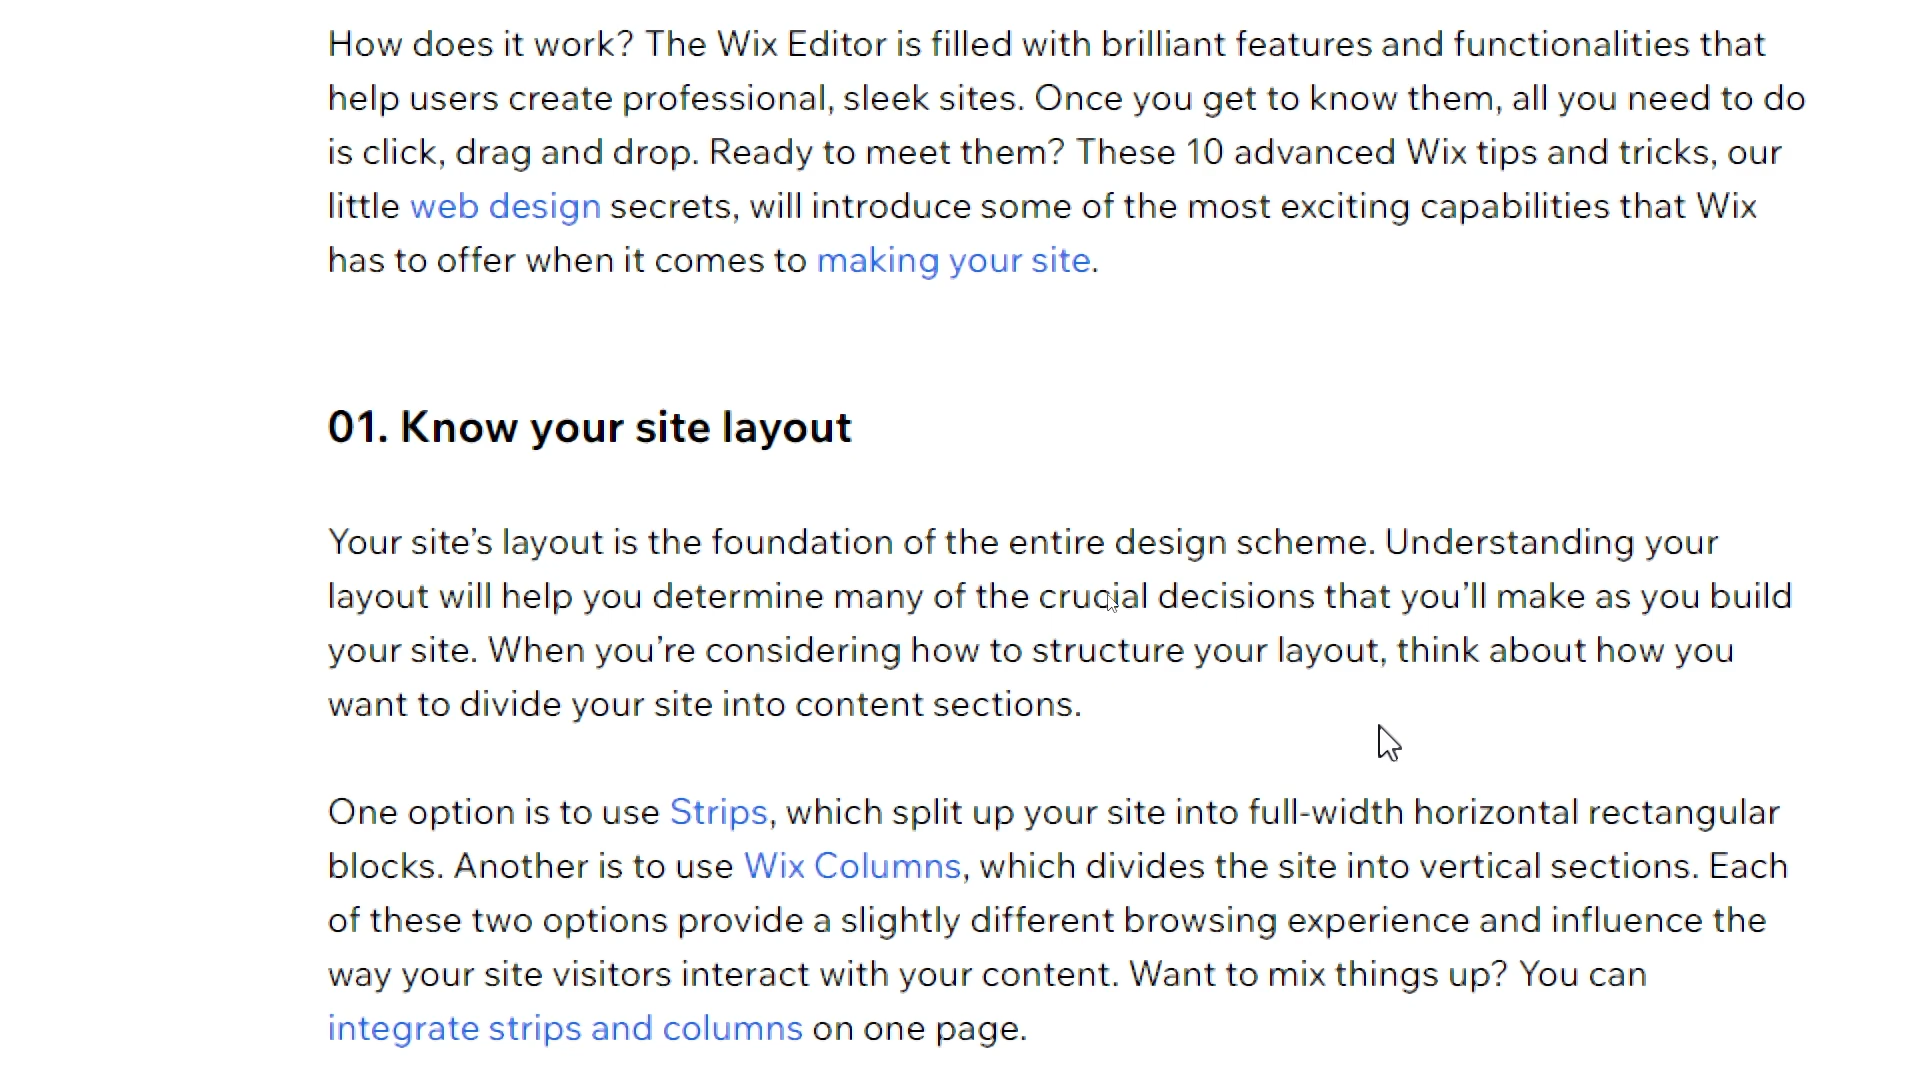 How does it work? The Wix Editor is filled with brilliant features and functionalities that
help users create professional, sleek sites. Once you get to know them, all you need to do
is click, drag and drop. Ready to meet them? These 10 advanced Wix tips and tricks, our
little web design secrets, will introduce some of the most exciting capabilities that Wix
has to offer when it comes to making your site.
01. Know your site layout
Your site’s layout is the foundation of the entire design scheme. Understanding your
layout will help you determine many of the crucial decisions that you’ll make as you build
your site. When you’re considering how to structure your layout, think about how you
want to divide your site into content sections.
One option is to use Strips, which split up your site into full-width horizontal rectangular
blocks. Another is to use Wix Columns, which divides the site into vertical sections. Each
of these two options provide a slightly different browsing experience and influence the
way your site visitors interact with your content. Want to mix things up? You can
integrate strips and columns on one page.